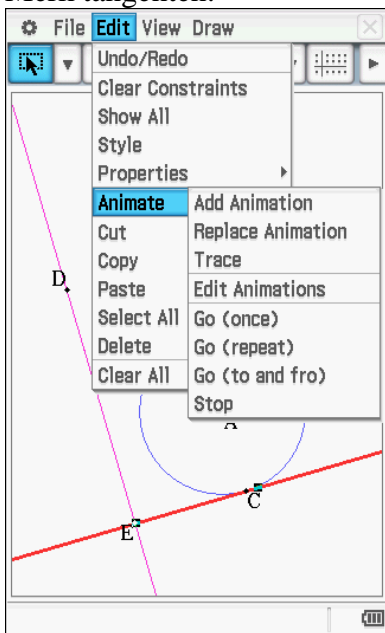 File Edit View Draw
Undo/Redo
Clear Constraints
Show All
Style
Properties
Animate
Cut
Copy
Paste
Select All
Delete
Clear All
Add Animation
Replace Animation
Trace
Edit Animations
Go (once)
Go (repeat)
Go (to and fro)
Stop
D
A
C
E